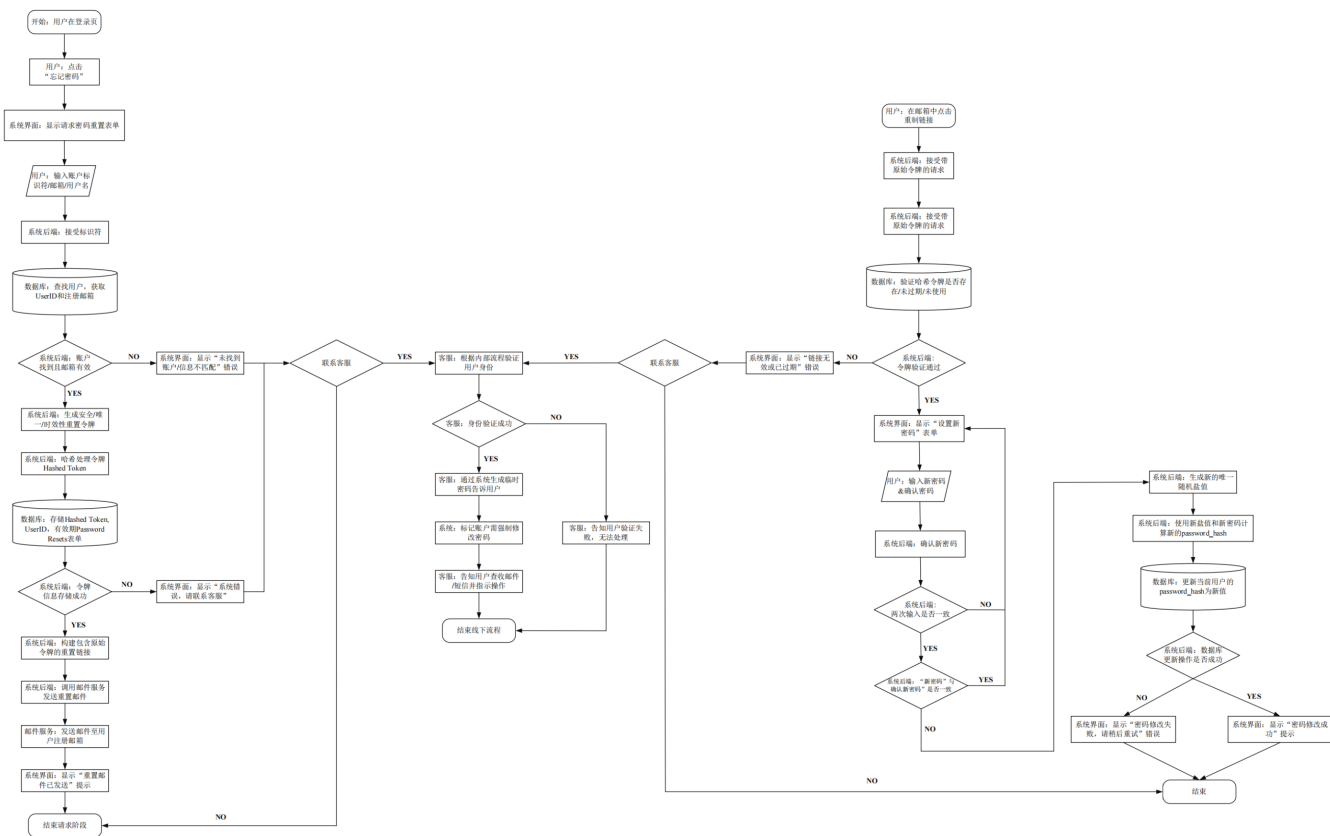 开始：用户在登录页
用户：点击
“忘记密码”
系统界面：显示请求密码重置表单
用户：输入账户标
识符/邮箱/用户名
系统后端：接受标识符
数据库：查找用户，获取
UserID和注册邮箱
系统后端：账户
找到且邮箱有效
NO
系统界面：显示“未找到
账户/信息不匹配”错误
YES
系统后端：生成安全/唯
一/时效性重置令牌
系统后端：哈希处理令牌
Hashed Token
数据库：存储Hashed Token,
UserID，有效期Password
Resets表单
系统后端：令牌
信息存储成功
NO
系统界面：显示“系统错
误，请联系客服”
YES
系统后端：构建包含原始
令牌的重置链接
系统后端：调用邮件服务
发送重置邮件
邮件服务：发送邮件至用
户注册邮箱
系统界面：显示“重置邮
件已发送”提示
结束请求阶段
NO
联系客服
YES
客服：根据内部流程验证
用户身份
客服：身份验证成功
NO
YES
客服：通过系统生成临时
密码告诉用户
系统：标记账户需强制修
改密码
客服：告知用户查收邮件
/短信并指示操作
结束线下流程
客服：告知用户验证失
败，无法处理
YES
联系客服
NO
用户：在邮箱中点击
重制链接
系统后端：接受带
原始令牌的请求
系统后端：接受带
原始令牌的请求
数据库：验证哈希令牌是否存
在/未过期/未使用
系统后端:
令牌验证通过
NO
系统界面：显示“链接无
效或已过期”错误
YES
系统界面：显示“设置新
密码”表单
用户：输入新密码
&确认密码
系统后端：确认新密码
系统后端:
两次输入是否一致
NO
YES
系统后端：“新密码”与
“确认新密码”是否一致
YES
NO
系统后端：生成新的唯一
随机盐值
系统后端：使用新盐值和新密码计
算新的password_hash
数据库：更新当前用户的
password_hash为新值
系统后端：数据库
更新操作是否成功
NO
YES
系统界面：显示“密码修改失
败，请稍后重试”错误
系统界面：显示“密码修改成
功”提示
结束